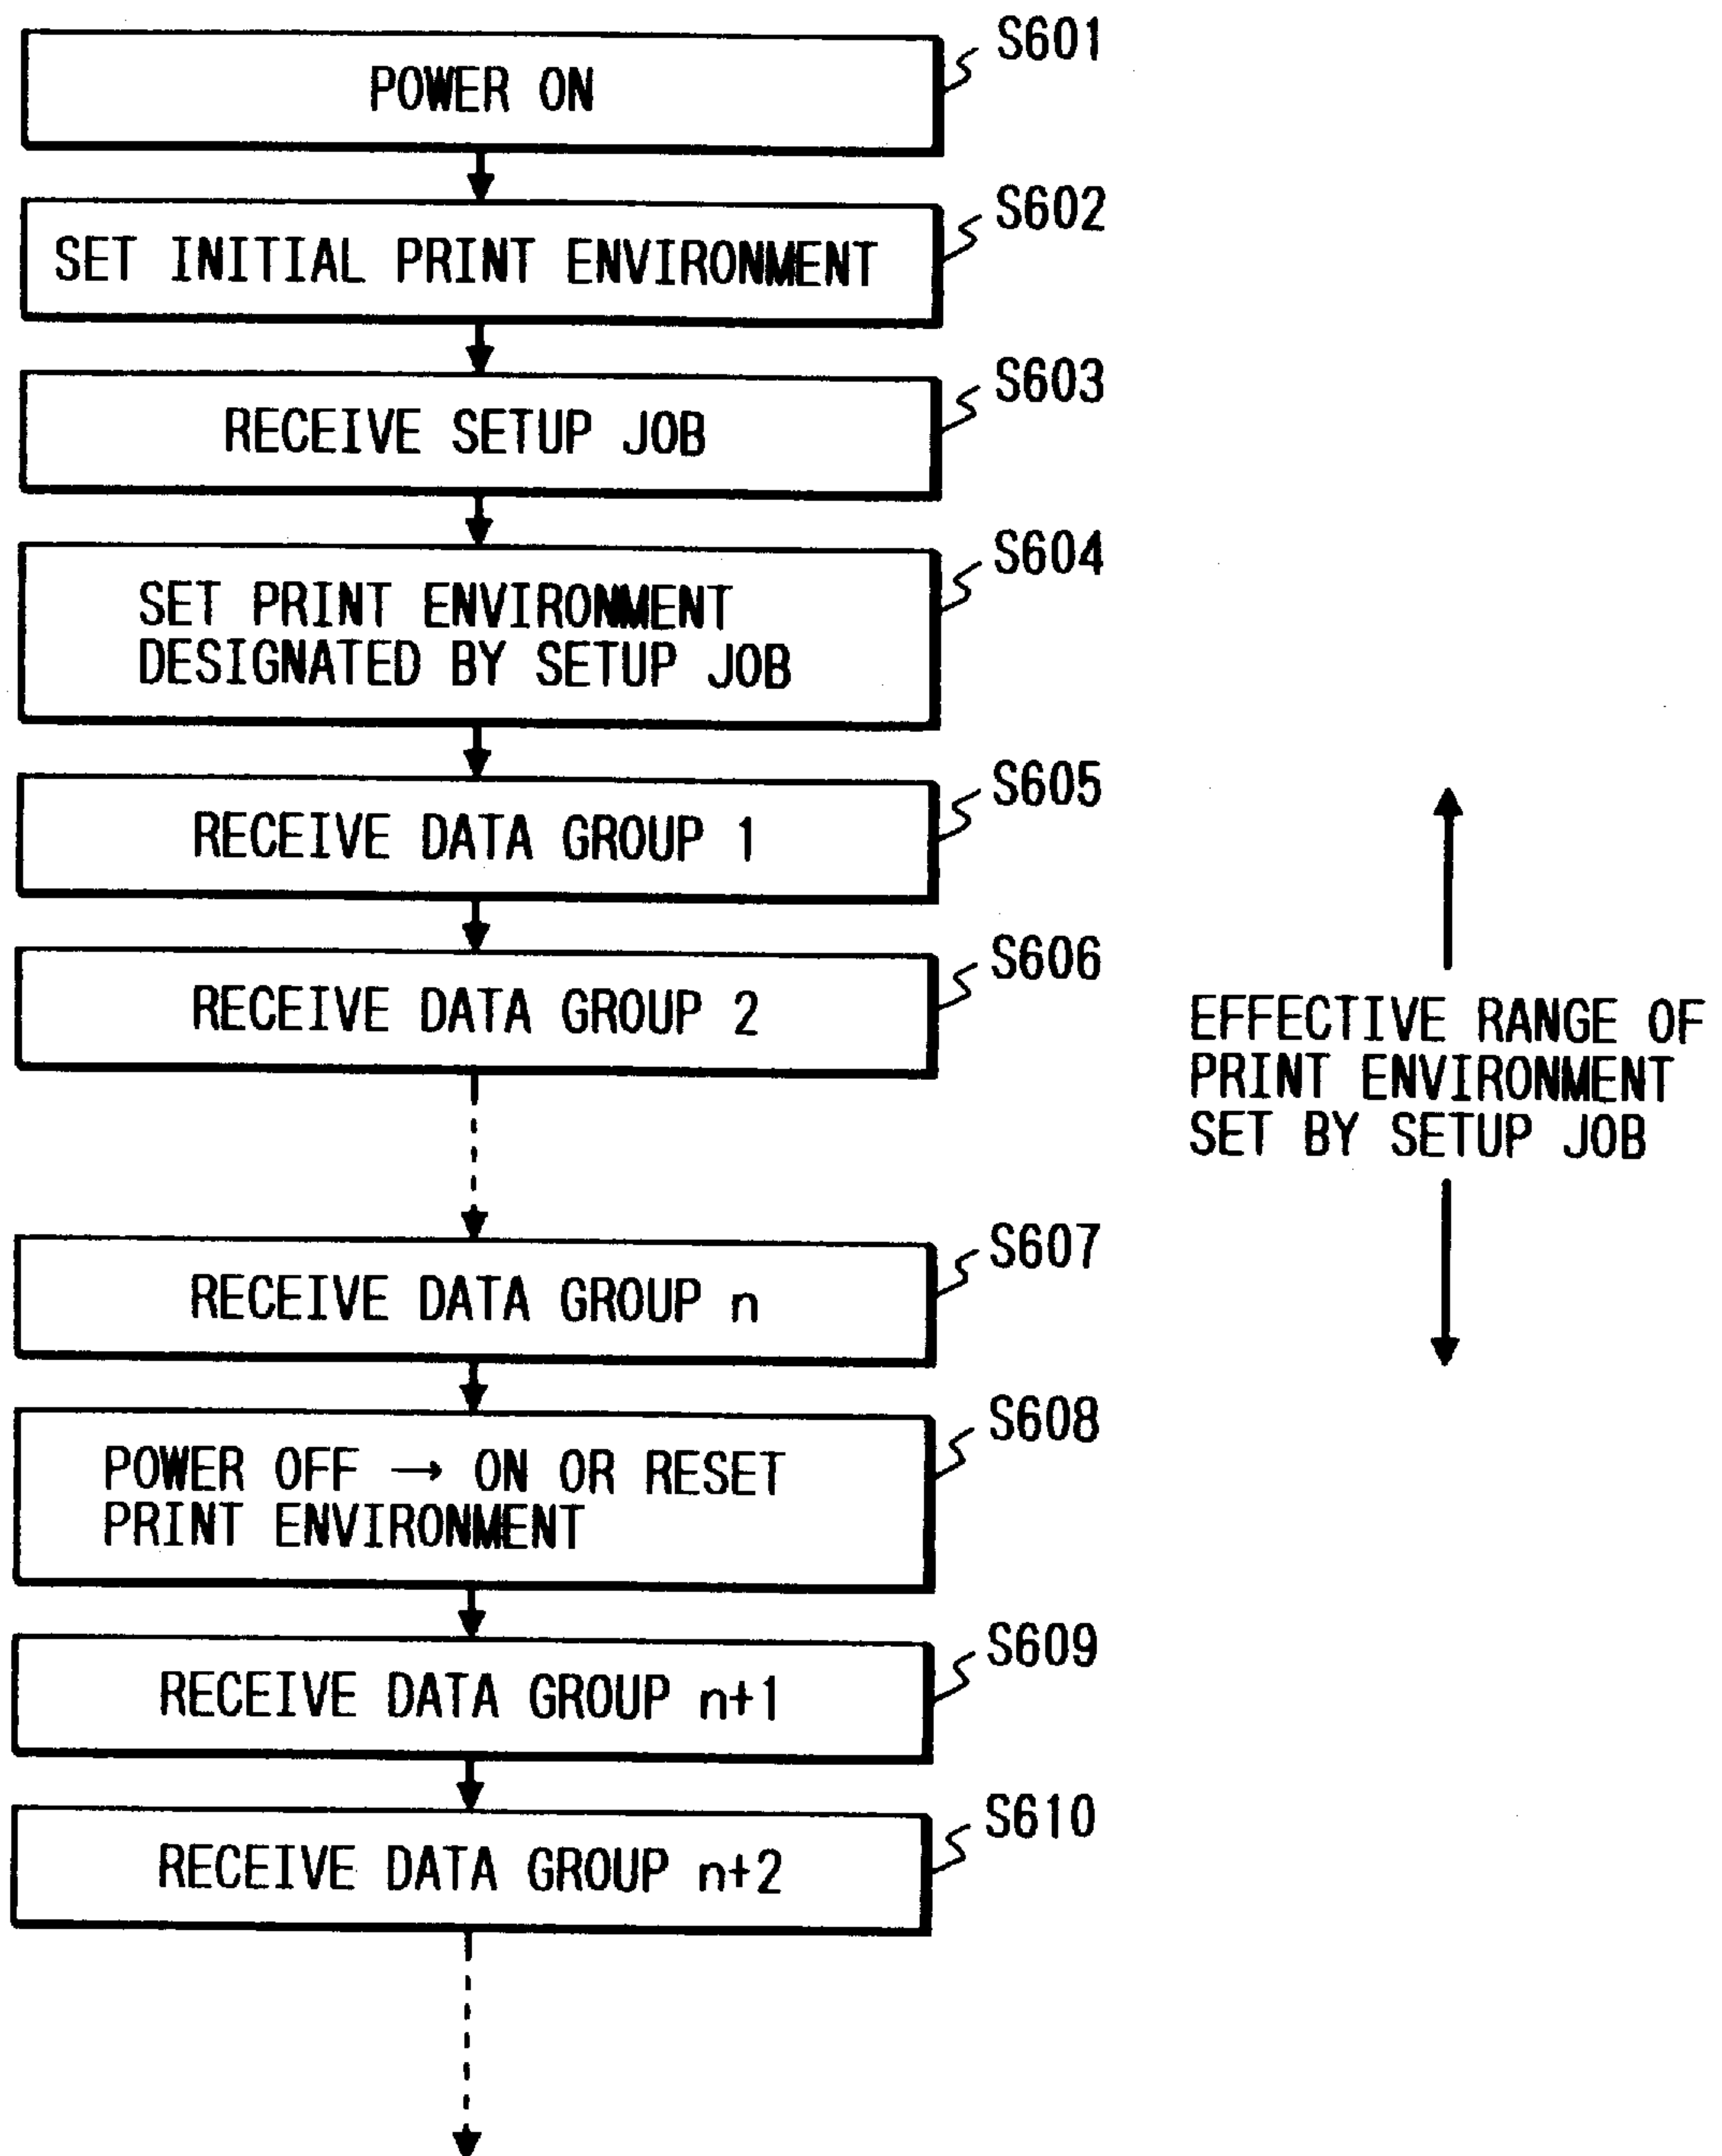 POWER ON
S601
SET INITIAL PRINT ENVIRONMENT
S602
RECEIVE SETUP JOB
S603
SET PRINT ENVIRONMENT
DESIGNATED BY SETUP JOB
S604
RECEIVE DATA GROUP 1
S605
RECEIVE DATA GROUP 2
S606
EFFECTIVE RANGE OF
PRINT ENVIRONMENT
SET BY SETUP JOB
RECEIVE DATA GROUP n
S607
POWER OFF → ON OR RESET
PRINT ENVIRONMENT
S608
RECEIVE DATA GROUP n+1
S609
RECEIVE DATA GROUP n+2
S610